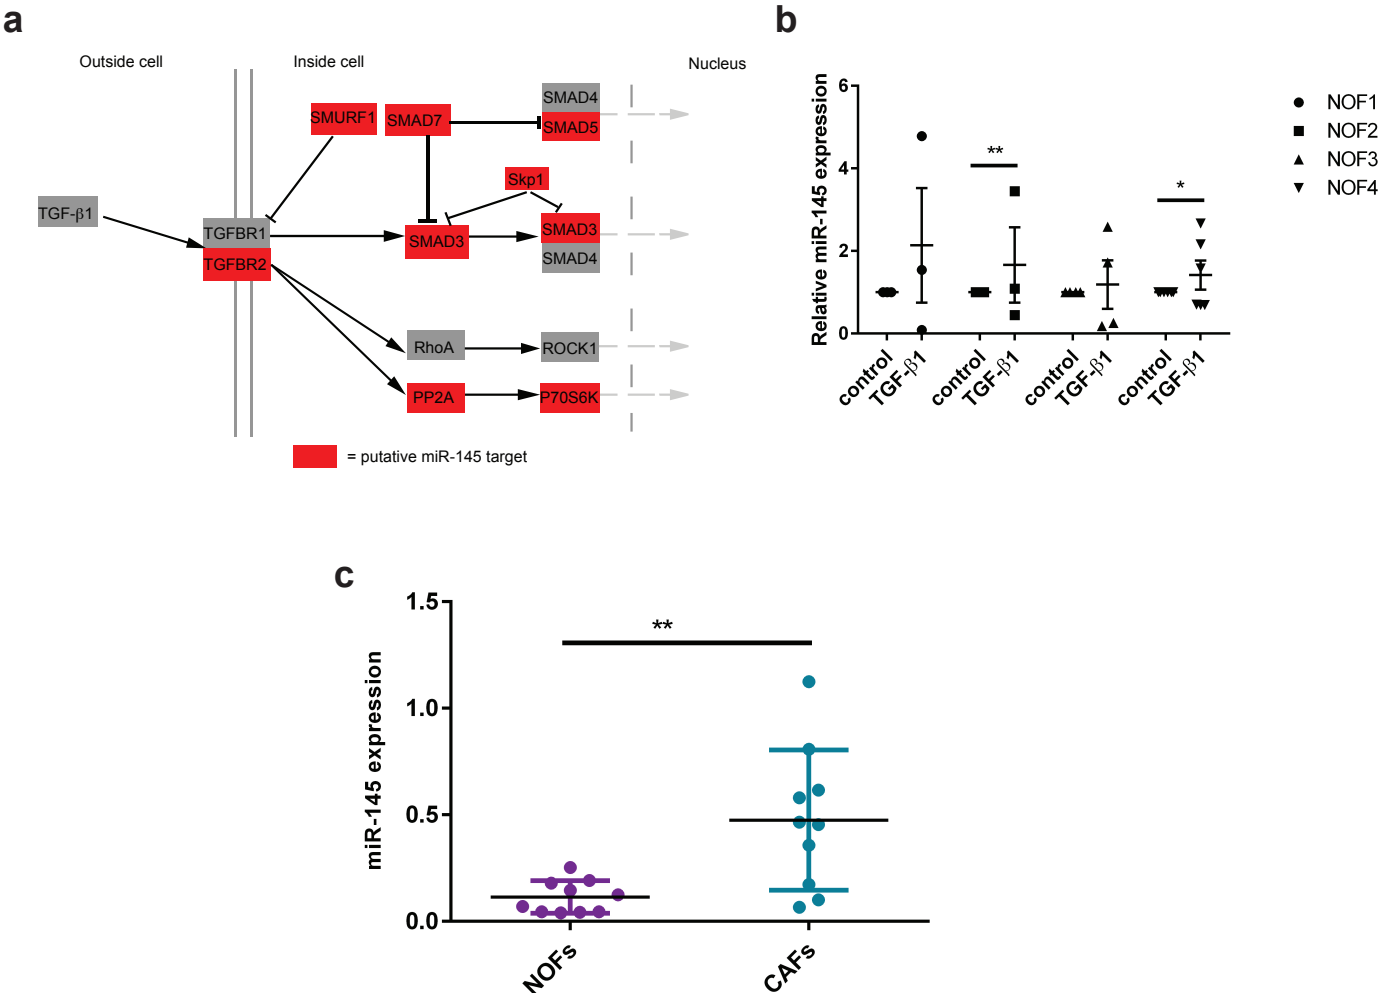 a
Outside cell
Inside cell
Nucleus
SMURF1
SMAD7
SMAD4
SMAD5
Skp1
TGF-β1
TGFBR1
TGFBR2
SMAD3
SMAD3
SMAD4
RhoA
ROCK1
PP2A
P70S6K
= putative miR-145 target
b
Relative miR-145 expression
6
4
2
0
**
*
control
TGF-β1
control
TGF-β1
control
TGF-β1
control
TGF-β1
NOF1
NOF2
NOF3
NOF4
c
miR-145 expression
1.5
1.0
0.5
0.0
**
NOFs
CAFs